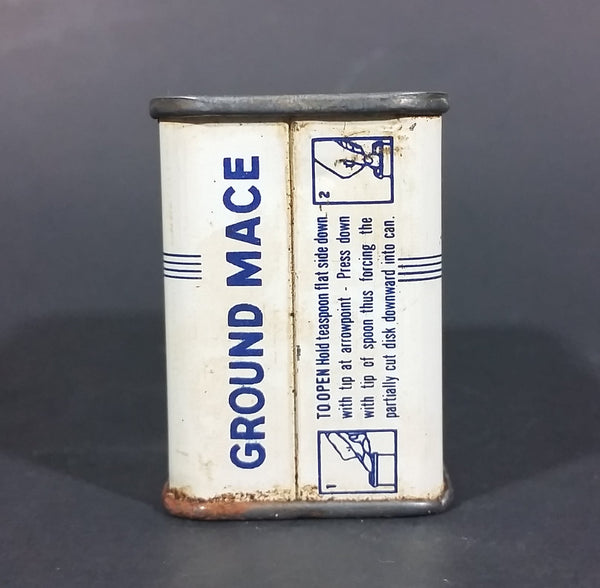 GROUND MACE
1
2
TO OPEN Hold teaspoon flat side down
with tip at arrowpoint - Press down
with tip of spoon thus forcing the
partially cut disk downward into can.